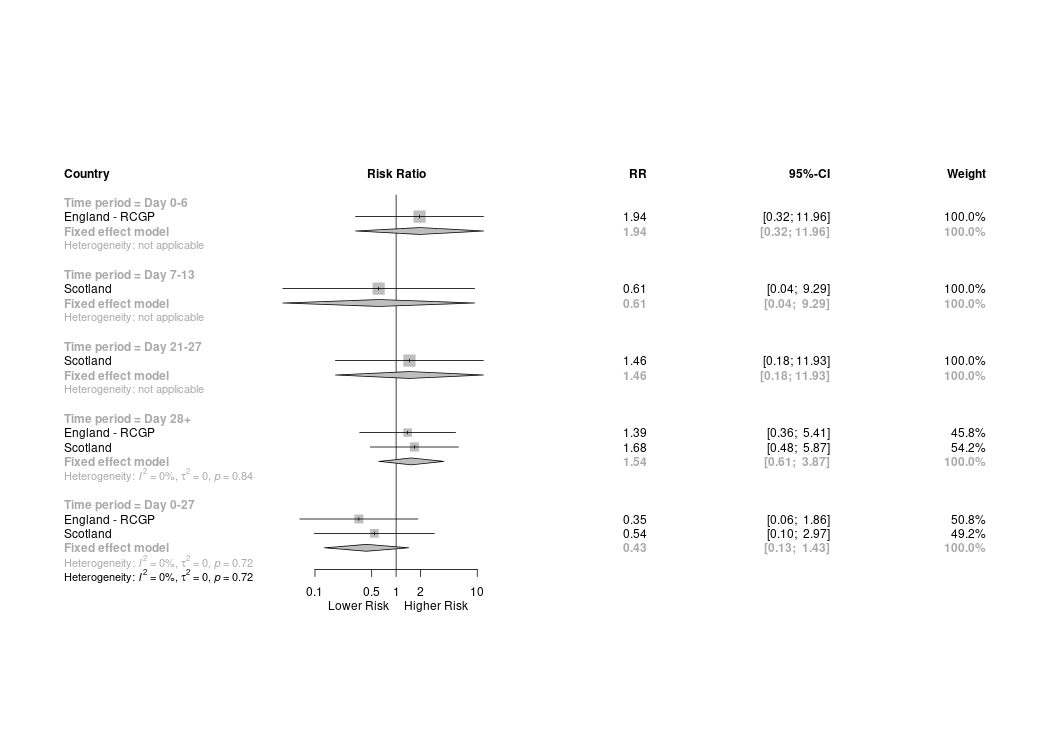 Country Risk Ratio RR 95%-CI Weight
Time period = Day 0-6
England - RCGP 1.94 [0.32; 11.96] 100.0%
Fixed effect model 1.94 [0.32; 11.96] 100.0%
Heterogeneity: not applicable
Time period = Day 7-13
Scotland 0.61 [0.04; 9.29] 100.0%
Fixed effect model 0.61 [0.04; 9.29] 100.0%
Heterogeneity: not applicable
Time period = Day 21-27
Scotland 1.46 [0.18; 11.93] 100.0%
Fixed effect model 1.46 [0.18; 11.93] 100.0%
Heterogeneity: not applicable
Time period = Day 28+
England - RCGP 1.39 [0.36; 5.41] 45.8%
Scotland 1.68 [0.48; 5.87] 54.2%
Fixed effect model 1.54 [0.61; 3.87] 100.0%
Heterogeneity: I² = 0%, τ² = 0, p = 0.84
Time period = Day 0-27
England - RCGP 0.35 [0.06; 1.86] 50.8%
Scotland 0.54 [0.10; 2.97] 49.2%
Fixed effect model 0.43 [0.13; 1.43] 100.0%
Heterogeneity: I² = 0%, τ² = 0, p = 0.72
Heterogeneity: I² = 0%, τ² = 0, p = 0.72
0.1 0.5 1 2 10
Lower Risk Higher Risk